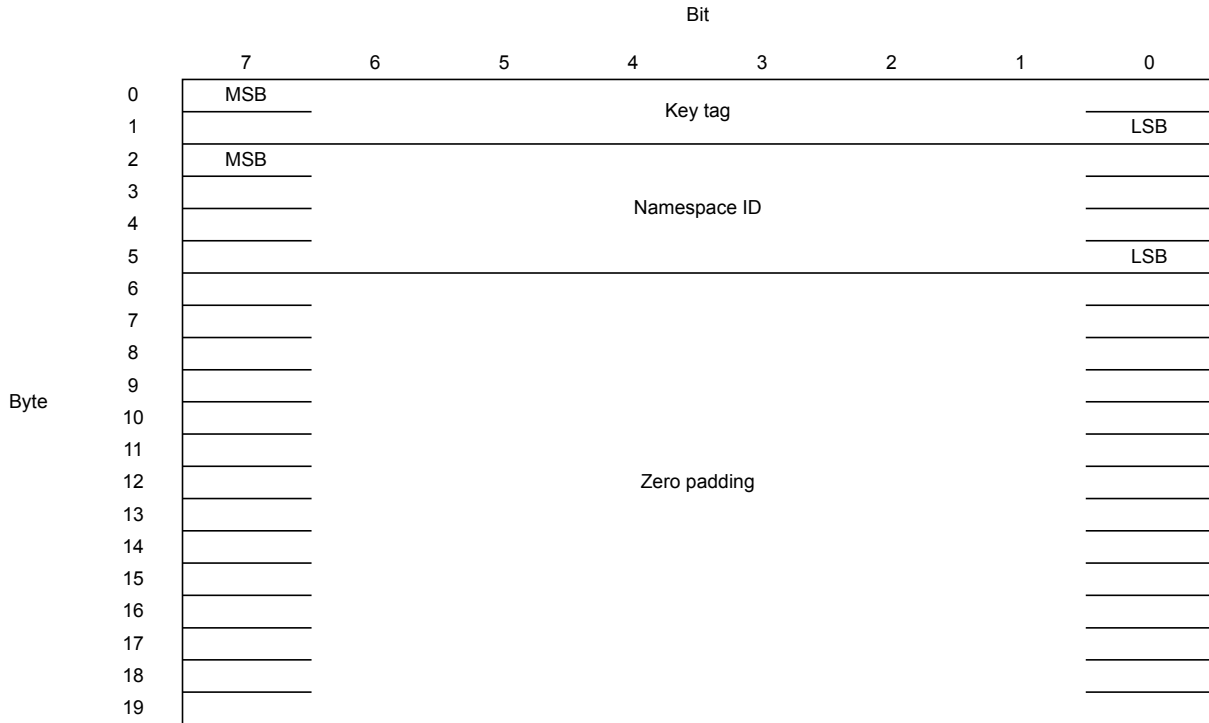 Bit
7 6 5 4 3 2 1 0
0 MSB
Key tag
1 LSB
2 MSB
3
Namespace ID
4
5 LSB
6
7
8
9
Byte
10
11
12 Zero padding
13
14
15
16
17
18
19